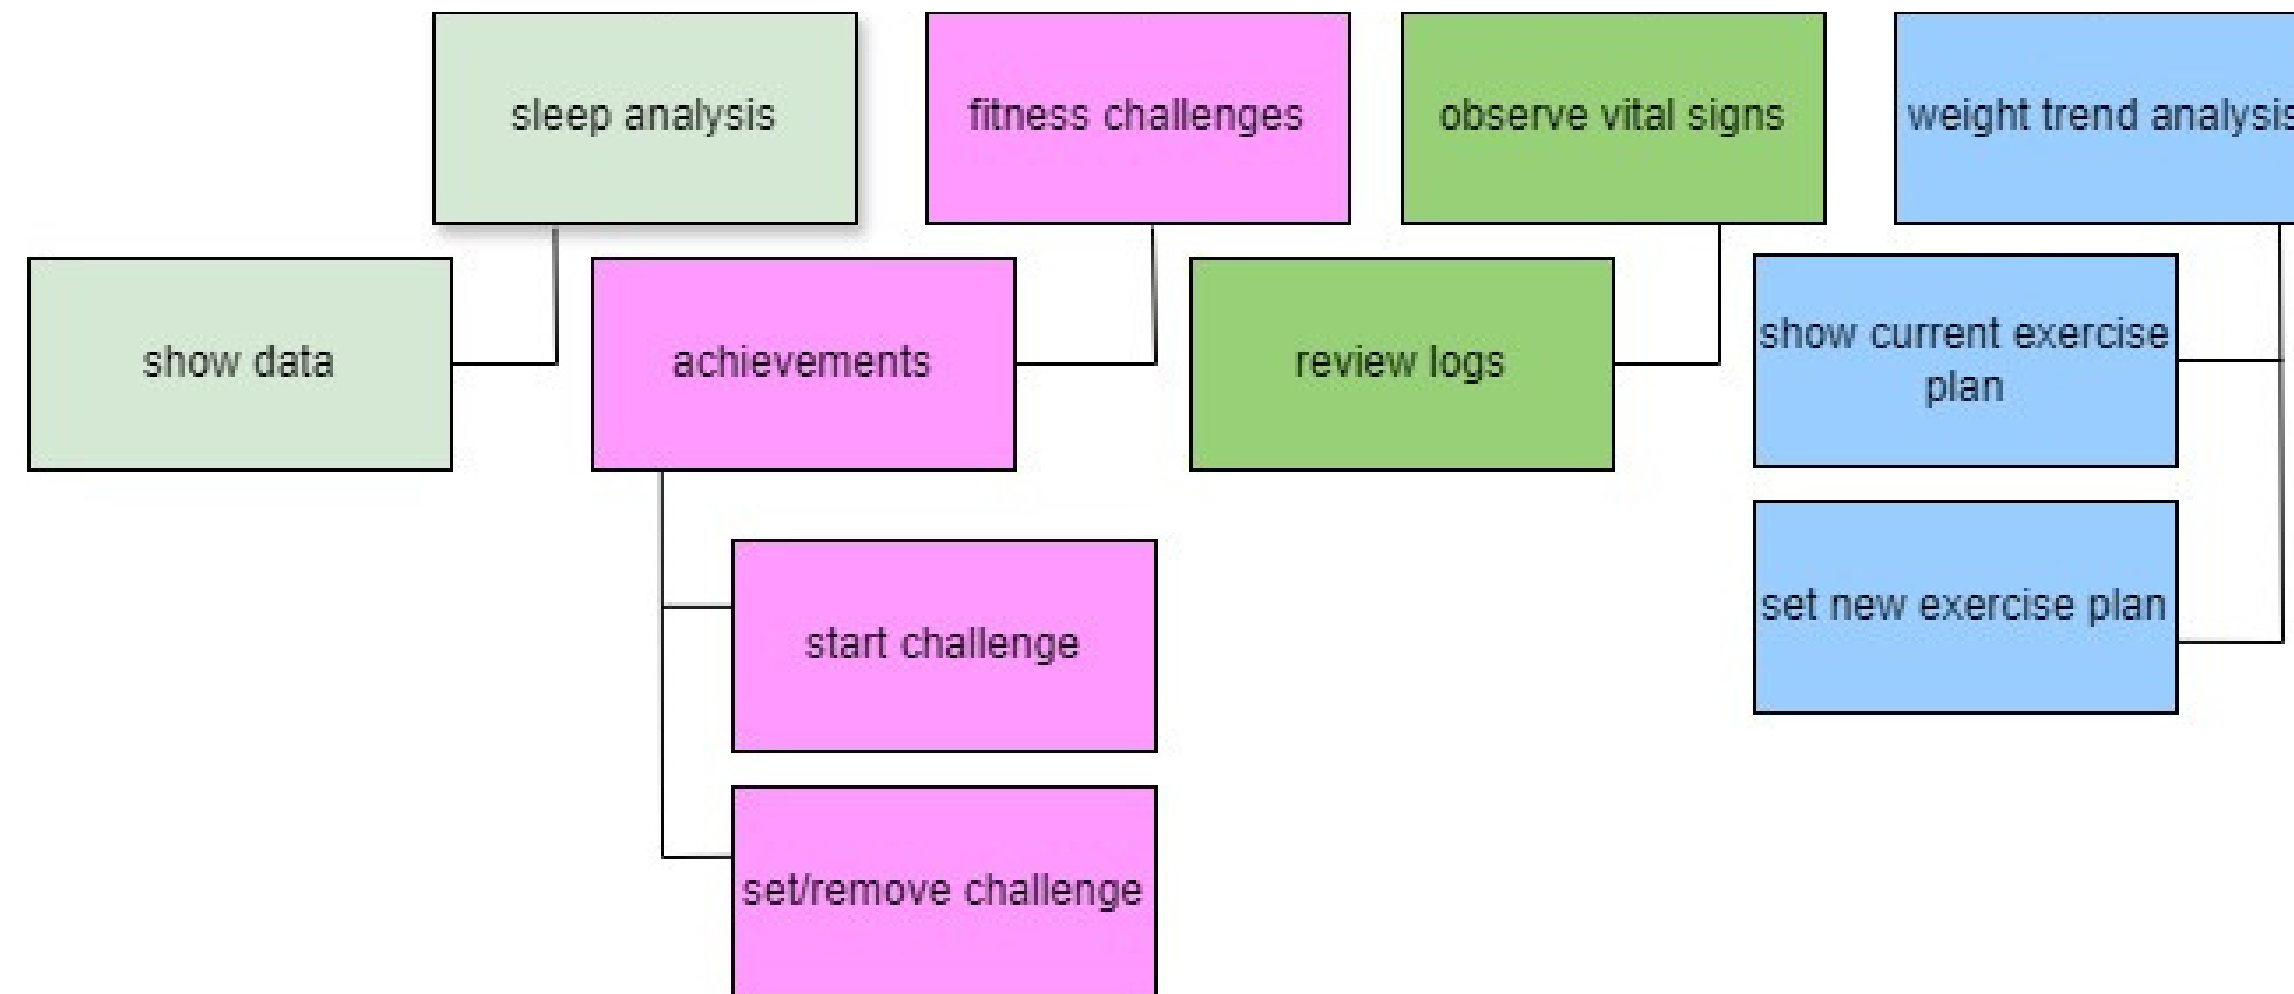 sleep analysis
fitness challenges
observe vital signs
weight trend analysis
show data
achievements
review logs
show current exercise
plan
set new exercise plan
start challenge
set/remove challenge